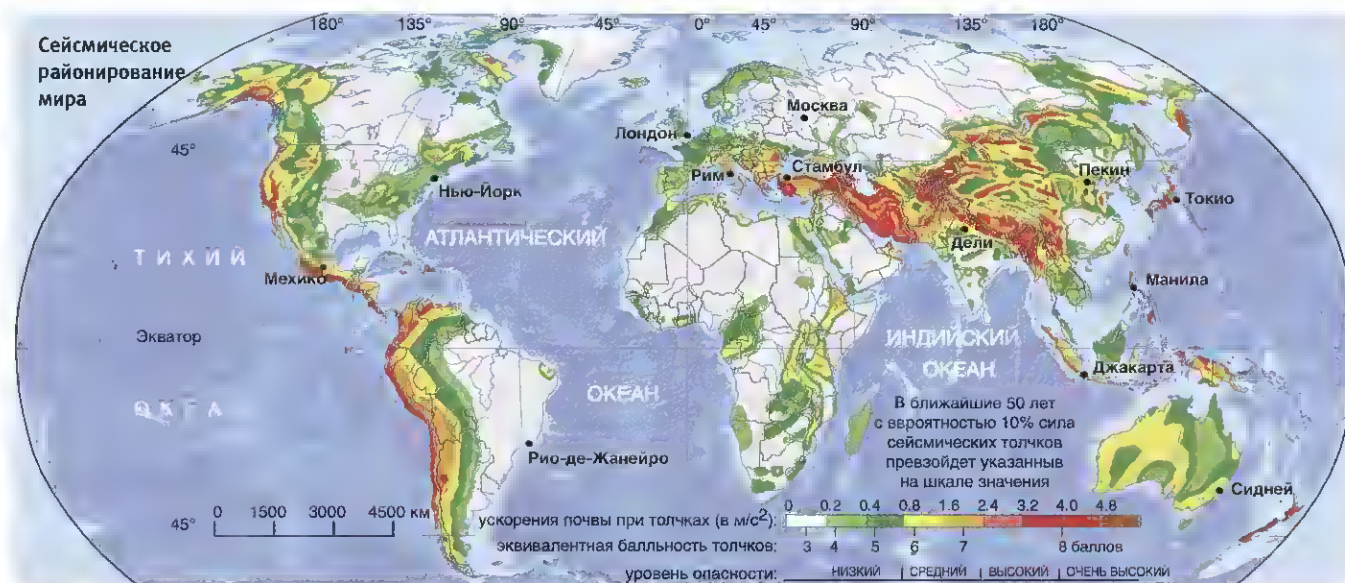 Сейсмическое
районирование
мира
180° 135° 90° 45° 0° 45° 90° 135° 180°
45°
Москва
Лондон
Рим
Стамбул
Пекин
Токио
Нью-Йорк
АТЛАНТИЧЕСКИЙ
Дели
ТИХИЙ
Мехико
Манила
Экватор
ИНДИЙСКИЙ
ОКЕАН
Джакарта
ОКЕАН
В ближайшие 50 лет
с вероятностью 10% сила
сейсмических толчков
превзойдет указанные
на шкале значения
Рио-де-Жанейро
Сидней
45°
0 1500 3000 4500 км
ускорения почвы при толчках (в м/с²): 0 0.2 0.4 0.8 1.6 2.4 3.2 4.0 4.8
эквивалентная балльность толчков: 3 4 5 6 7 8 баллов
уровень опасности: НИЗКИЙ СРЕДНИЙ ВЫСОКИЙ ОЧЕНЬ ВЫСОКИЙ